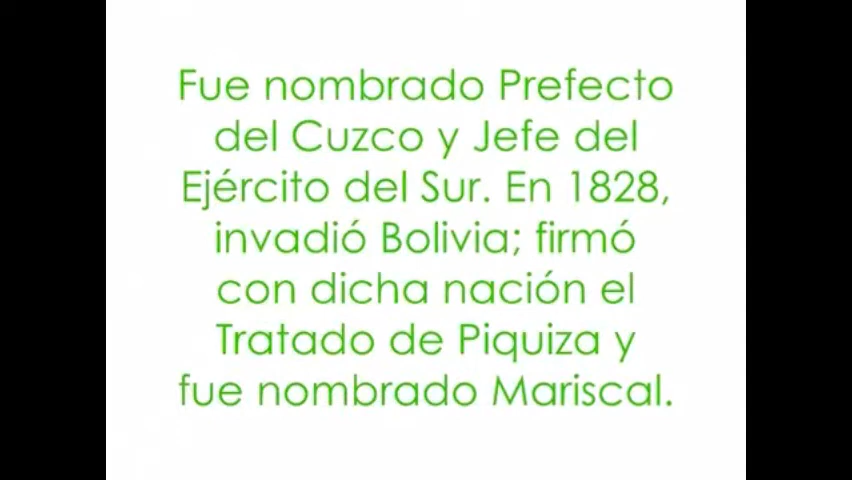 Fue nombrado Prefecto
del Cuzco y Jefe del
Ejército del Sur. En 1828,
invadió Bolivia; firmó
con dicha nación el
Tratado de Piquiza y
fue nombrado Mariscal.